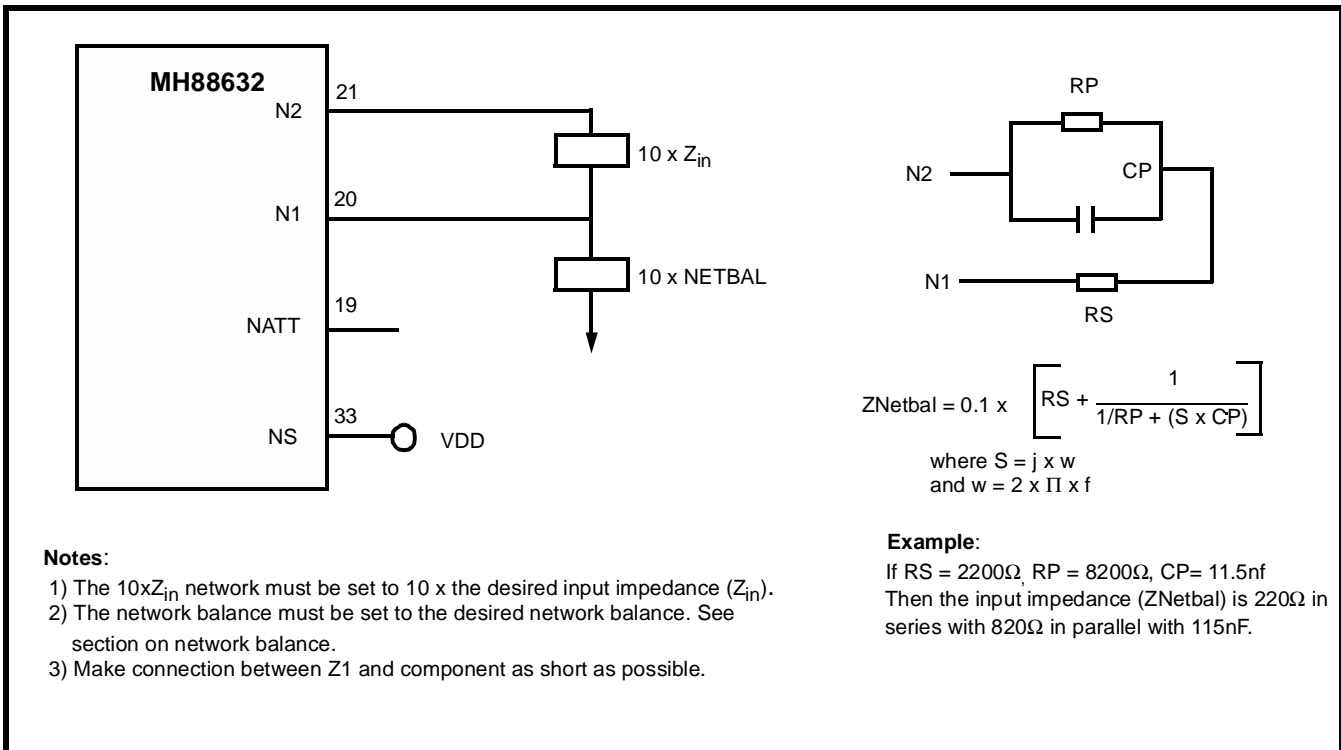 MH88632
N2
21
10 x Zin
N1
20
10 x NETBAL
NATT
19
NS
33
VDD
RP
N2
CP
N1
RS
ZNetbal = 0.1 x [RS + 1
1/RP + (S x CP)]
where S = j x w
and w = 2 x Π x f
Notes:
1) The 10xZin network must be set to 10 x the desired input impedance (Zin).
2) The network balance must be set to the desired network balance. See
section on network balance.
3) Make connection between Z1 and component as short as possible.
Example:
If RS = 2200Ω, RP = 8200Ω, CP= 11.5nf
Then the input impedance (ZNetbal) is 220Ω in
series with 820Ω in parallel with 115nF.